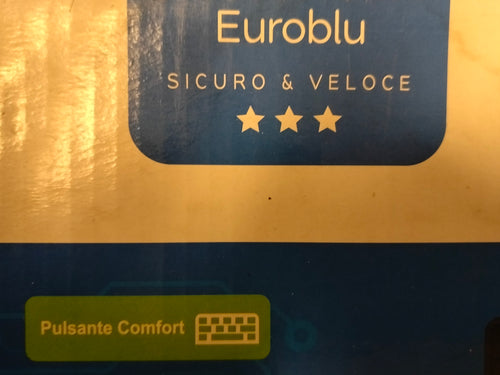 Euroblu
SICURO & VELOCE
Pulsante Comfort